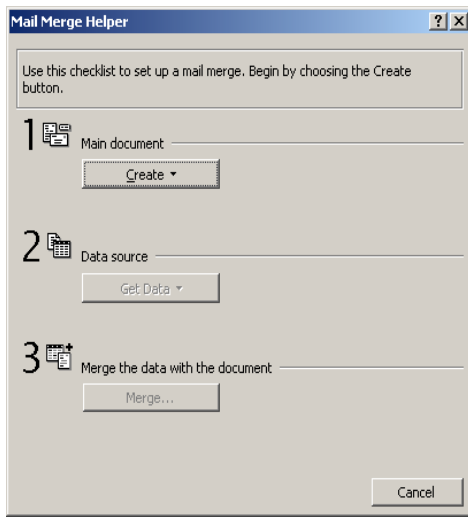 Mail Merge Helper
Use this checklist to set up a mail merge. Begin by choosing the Create
button.
1
Main document
Create
2
Data source
Get Data
3
Merge the data with the document
Merge...
Cancel